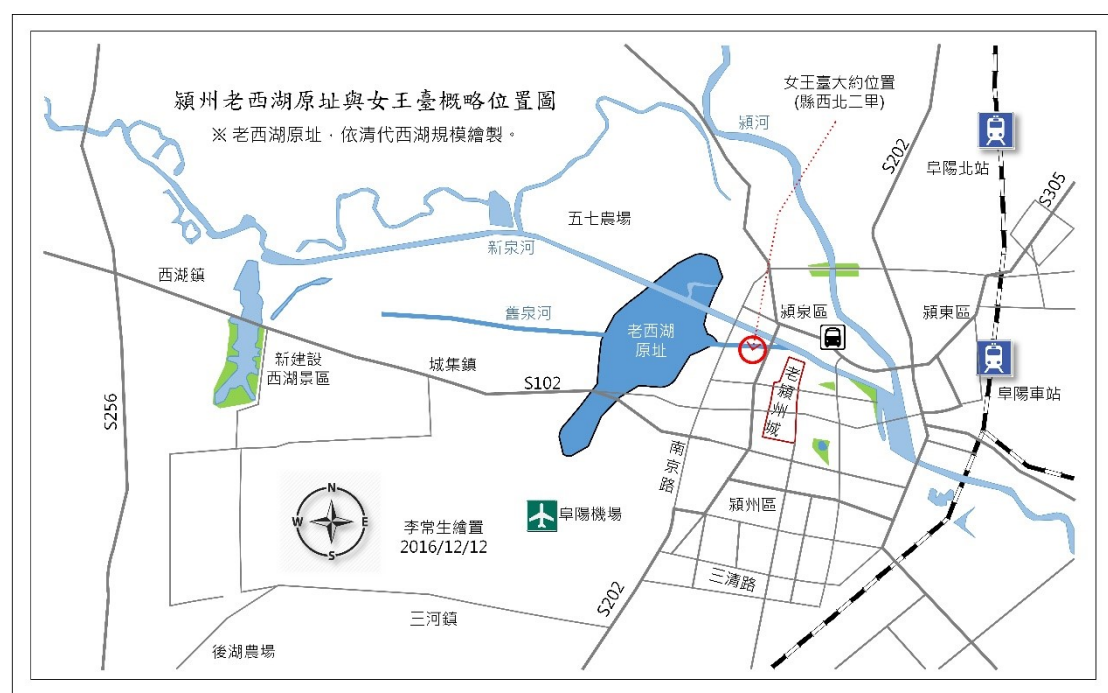 潁州老西湖原址與女王臺概略位置圖
※ 老西湖原址，依清代西湖規模繪製。
女王臺大約位置
(縣西北二里)
潁河
S202
阜陽北站
S305
五七農場
新泉河
西湖鎮
舊泉河
老西湖
原址
潁泉區
潁東區
新建設
西湖景區
城集鎮
S102
老潁州城
阜陽車站
S256
南京路
潁州區
阜陽機場
N
W
E
S
李常生繪置
2016/12/12
三清路
S202
三河鎮
後湖農場